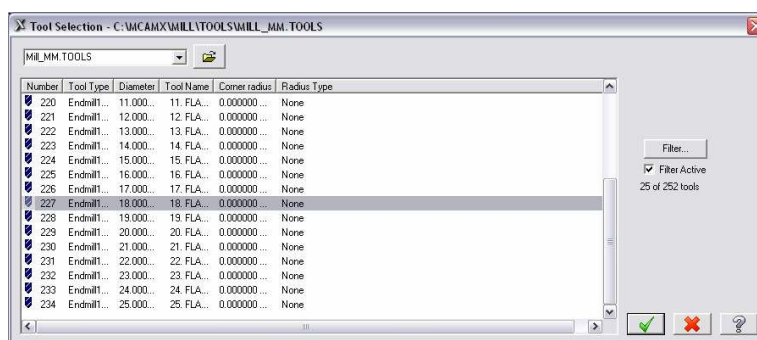 Tool Selection - C:\MCAMX\MILL\TOOLS\MILL_MM.TOOLS
Mill_MM.TOOLS
Number Tool Type Diameter Tool Name Corner radius Radius Type
220 Endmill1... 11.000... 11. FLA... 0.000000 ... None
221 Endmill1... 12.000... 12. FLA... 0.000000 ... None
222 Endmill1... 13.000... 13. FLA... 0.000000 ... None
223 Endmill1... 14.000... 14. FLA... 0.000000 ... None
224 Endmill1... 15.000... 15. FLA... 0.000000 ... None
225 Endmill1... 16.000... 16. FLA... 0.000000 ... None
226 Endmill1... 17.000... 17. FLA... 0.000000 ... None
227 Endmill1... 18.000... 18. FLA... 0.000000 ... None
228 Endmill1... 19.000... 19. FLA... 0.000000 ... None
229 Endmill1... 20.000... 20. FLA... 0.000000 ... None
230 Endmill1... 21.000... 21. FLA... 0.000000 ... None
231 Endmill1... 22.000... 22. FLA... 0.000000 ... None
232 Endmill1... 23.000... 23. FLA... 0.000000 ... None
233 Endmill1... 24.000... 24. FLA... 0.000000 ... None
234 Endmill1... 25.000... 25. FLA... 0.000000 ... None
Filter...
Filter Active
25 of 252 tools